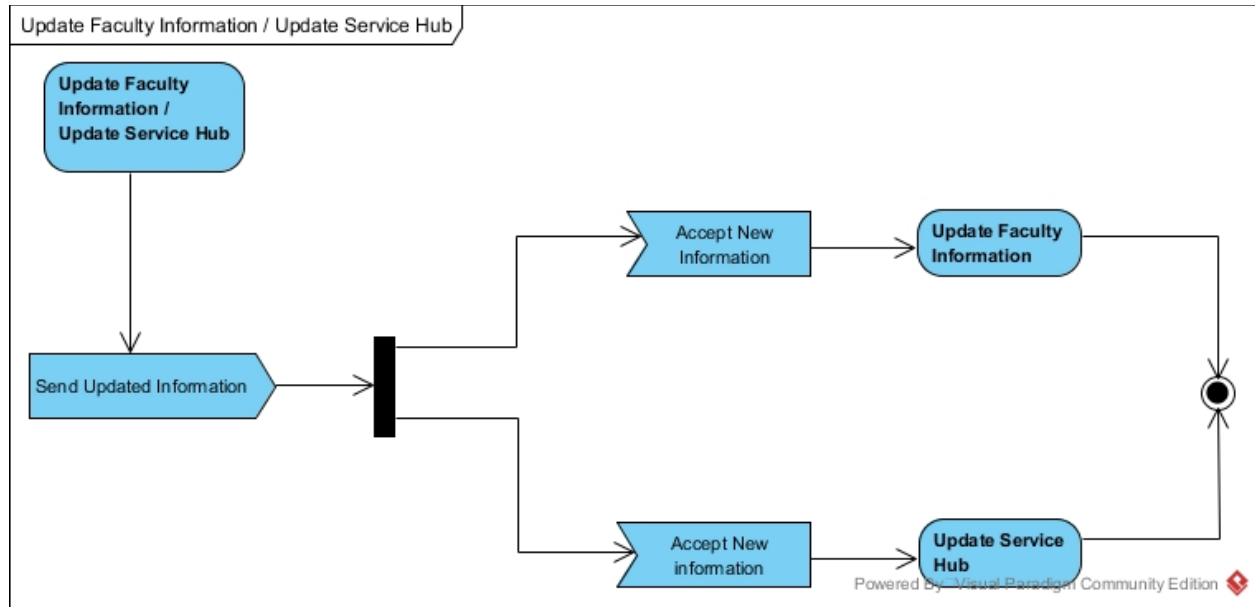 Update Faculty Information / Update Service Hub
Update Faculty
Information /
Update Service Hub
Send Updated Information
Accept New
Information
Update Faculty
Information
Accept New
information
Update Service
Hub
Powered By Visual Paradigm Community Edition